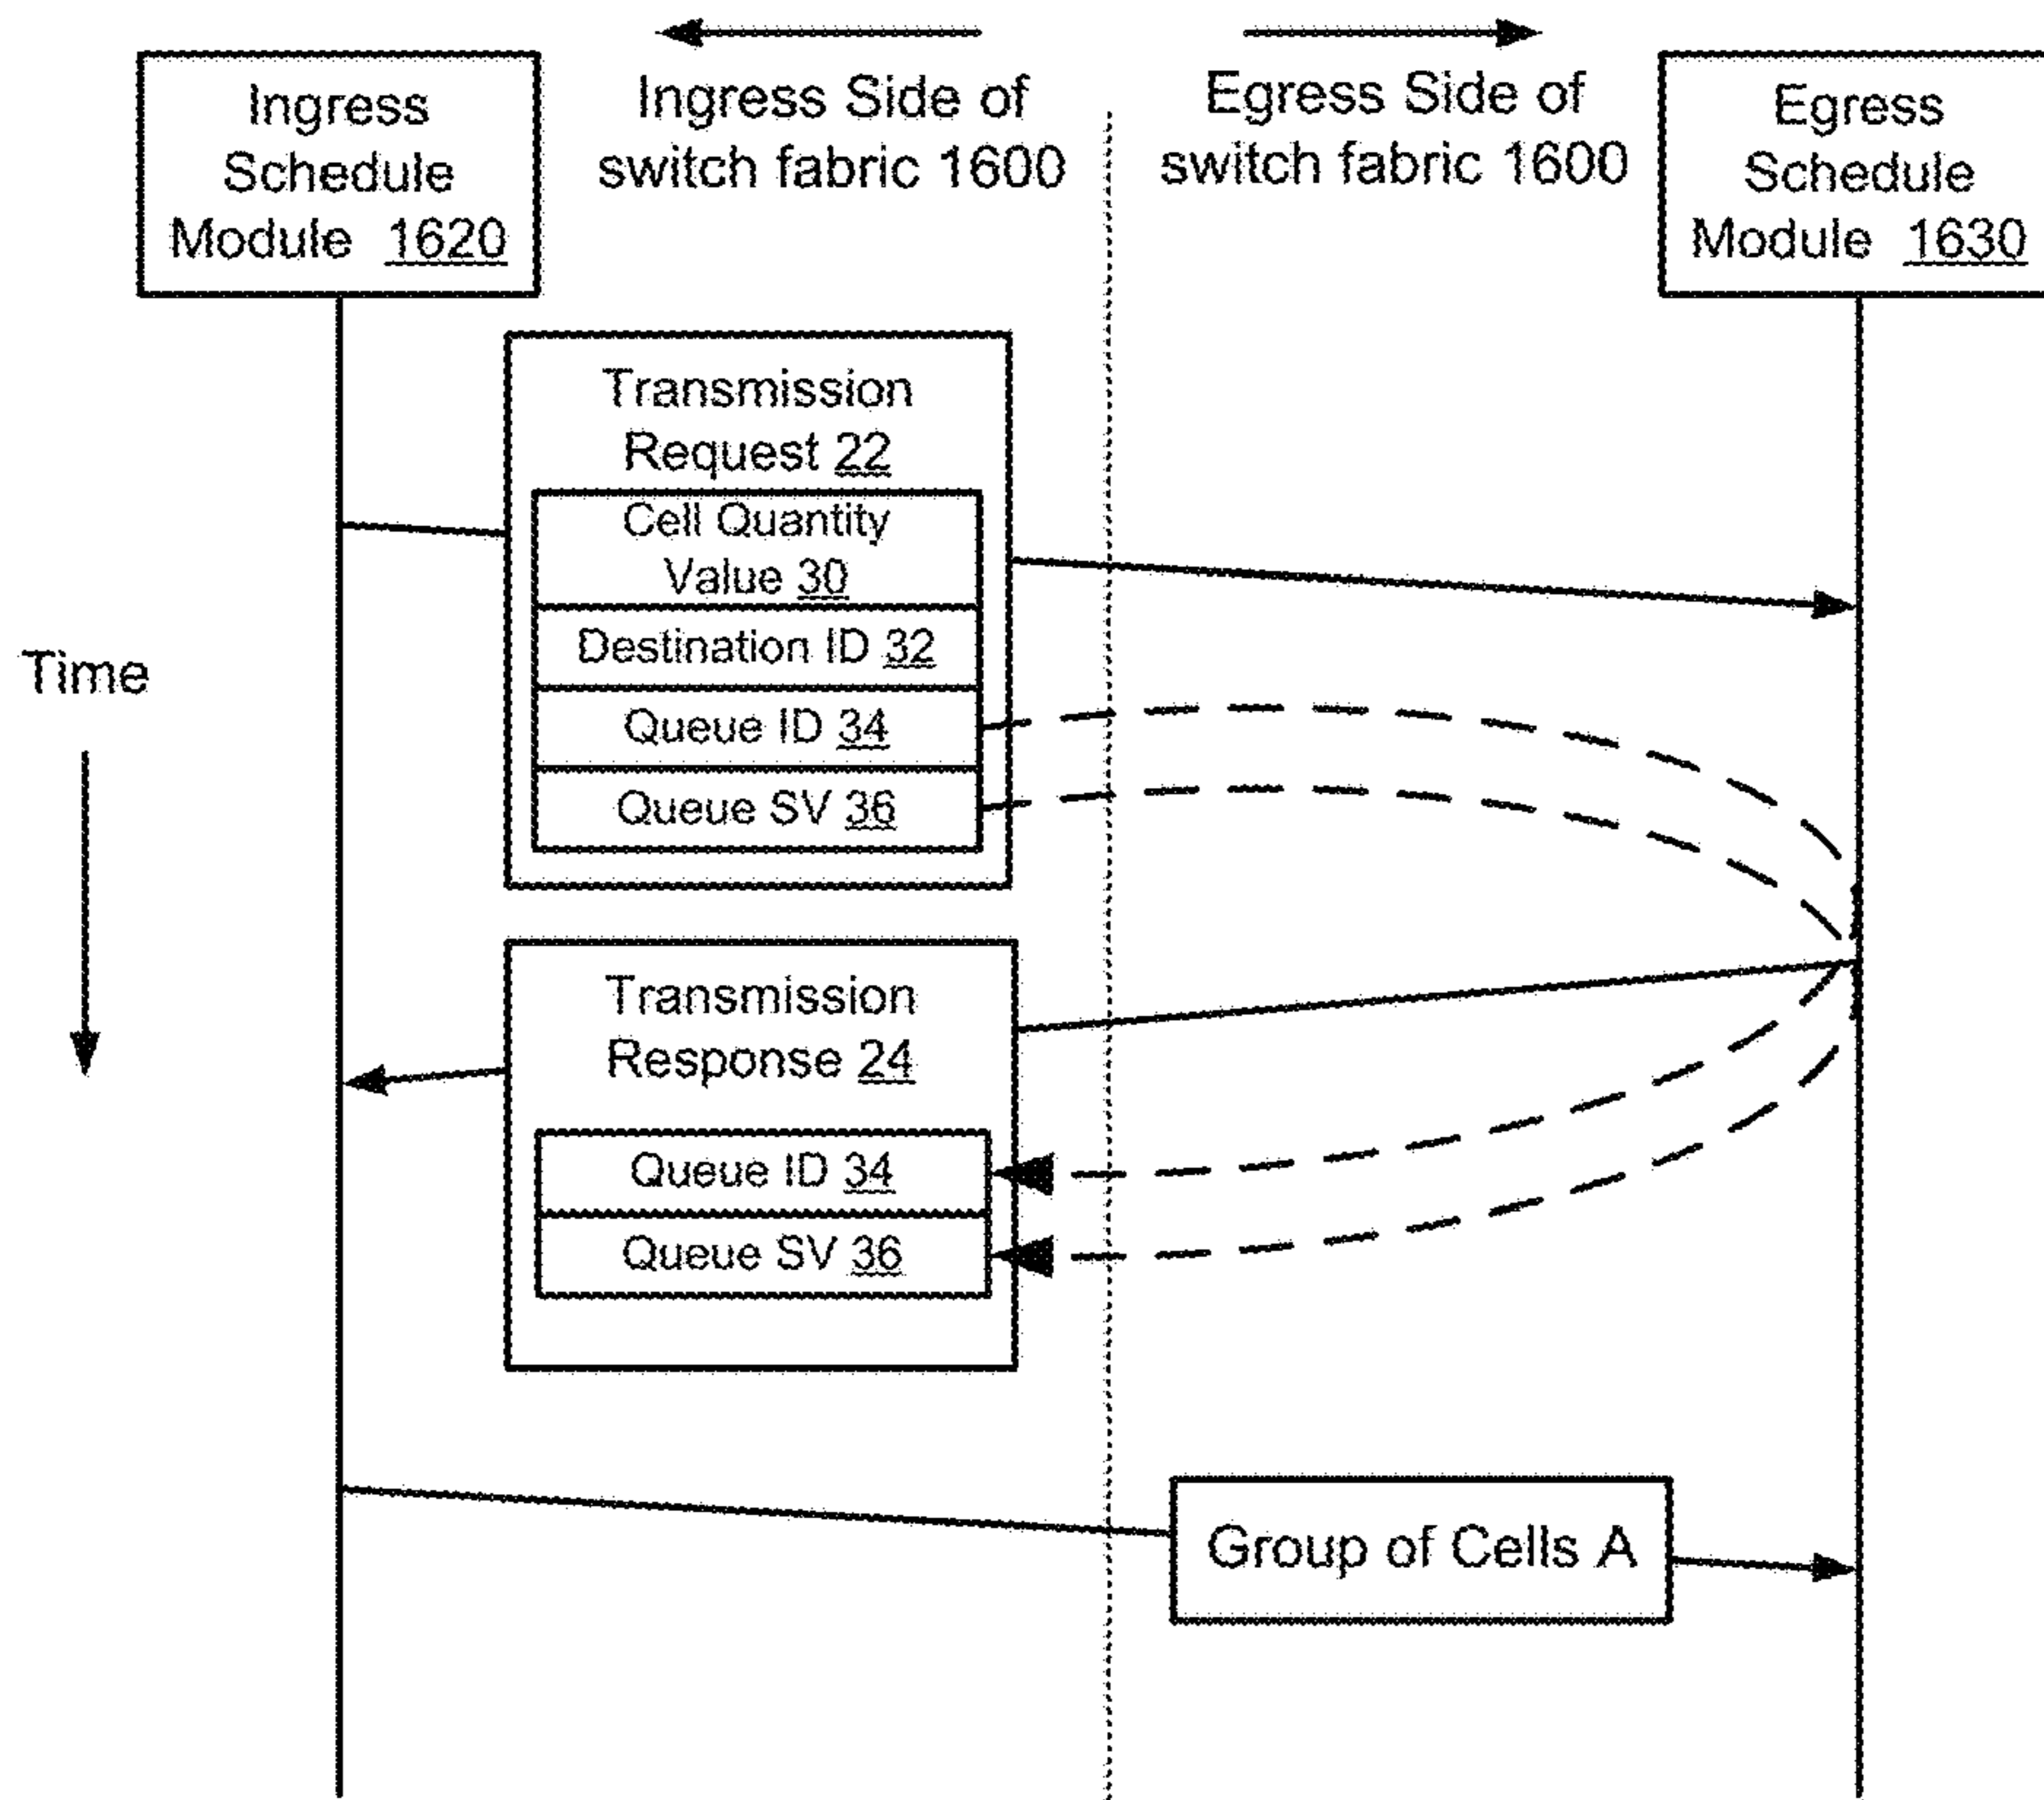 Ingress
Schedule
Module 1620
Ingress Side of
switch fabric 1600
Egress Side of
switch fabric 1600
Egress
Schedule
Module 1630
Transmission
Request 22
Cell Quantity
Value 30
Destination ID 32
Queue ID 34
Queue SV 36
Time
Transmission
Response 24
Queue ID 34
Queue SV 36
Group of Cells A